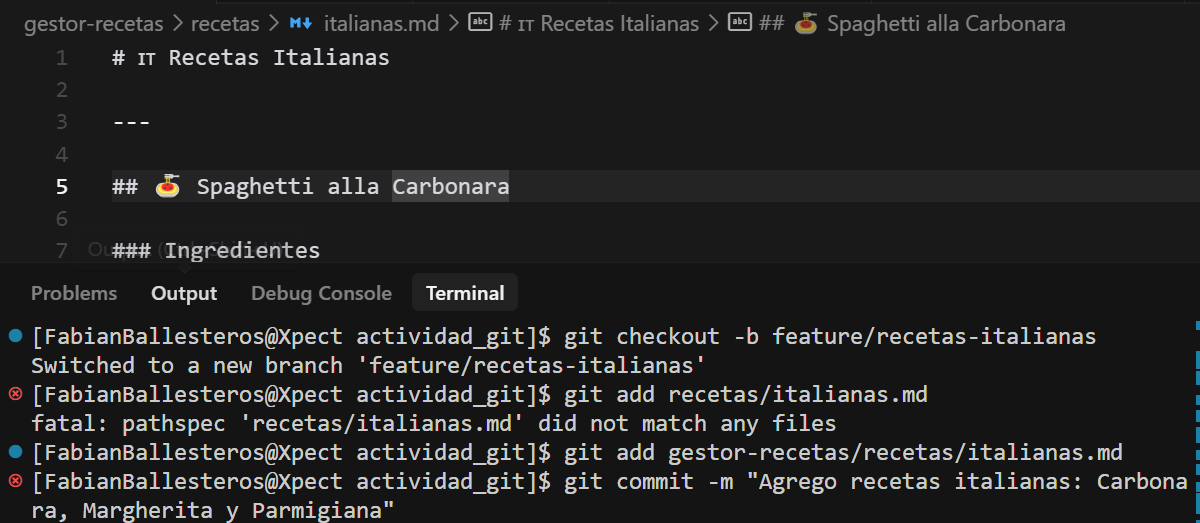 gestor-recetas > recetas > italianas.md > # IT Recetas Italianas > ## 🍝 Spaghetti alla Carbonara
1 # IT Recetas Italianas
2
3 ---
4
5 ## 🍝 Spaghetti alla Carbonara
6
7 ### Ingredientes
Problems Output Debug Console Terminal
[FabianBallesteros@Xpect actividad_git]$ git checkout -b feature/recetas-italianas
Switched to a new branch 'feature/recetas-italianas'
[FabianBallesteros@Xpect actividad_git]$ git add recetas/italianas.md
fatal: pathspec 'recetas/italianas.md' did not match any files
[FabianBallesteros@Xpect actividad_git]$ git add gestor-recetas/recetas/italianas.md
[FabianBallesteros@Xpect actividad_git]$ git commit -m "Agrego recetas italianas: Carbona
ra, Margherita y Parmigiana"